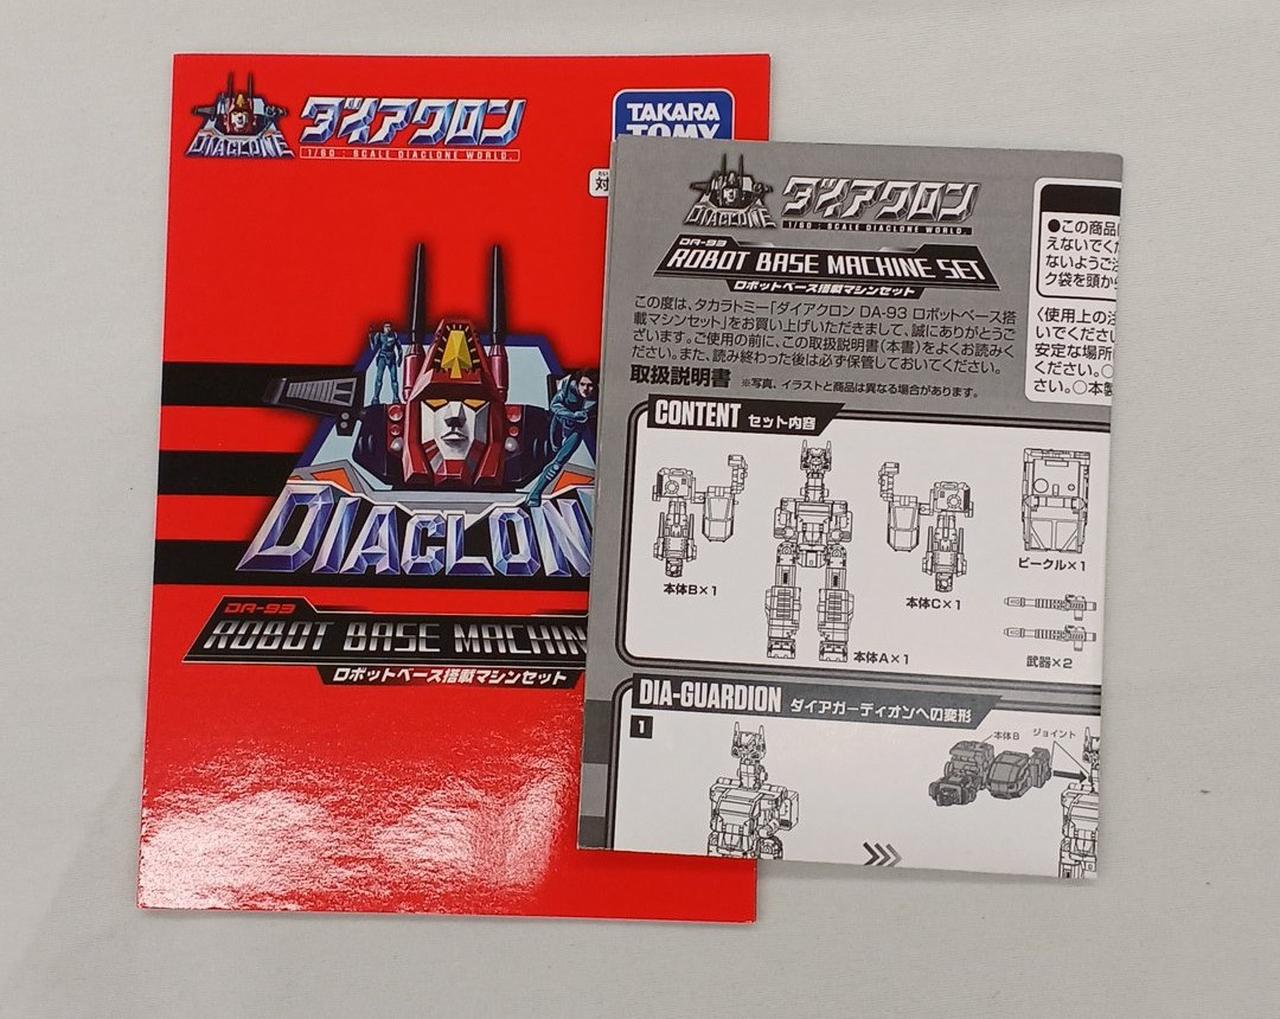 DIACLONE
ダイアクロン
1/60 : SCALE DIACLONE WORLD.
TAKARA
TOMY
対
DIACLON
DA-93
ROBOT BASE MACHIN
ロボットベース搭載マシンセット
DIACLONE
ダイアクロン
1/60 : SCALE DIACLONE WORLD.
DA-93
ROBOT BASE MACHINE SET
ロボットベース搭載マシンセット
この度は、タカラトミー「ダイアクロン DA-93 ロボットベース搭
載マシンセット」をお買い上げいただきまして、誠にありがとうご
ざいます。ご使用の前に、この取扱説明書(本書)をよくお読みく
ださい。また、読み終わった後は必ず保管しておいてください。
取扱説明書 ※写真、イラストと商品は異なる場合があります。
●この商品
えないでくた
ないようご
ク袋を頭か
〈使用上の注
いでください
安定な場所
ください。○
さい。○本製
CONTENT セット内容
本体B×1
本体A×1
本体C×1
ビークル×1
武器×2
DIA-GUARDION ダイアガーディオンへの変形
1
本体B
ジョイント